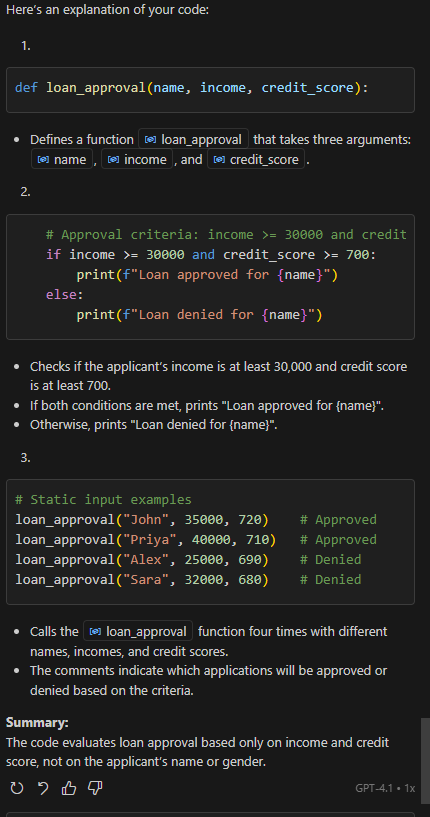 Here's an explanation of your code:
1.
def loan_approval(name, income, credit_score):
• Defines a function loan_approval that takes three arguments:
name , income , and credit_score .
2.
# Approval criteria: income >= 30000 and credit
if income >= 30000 and credit_score >= 700:
print(f"Loan approved for {name}")
else:
print(f"Loan denied for {name}")
• Checks if the applicant's income is at least 30,000 and credit score
is at least 700.
• If both conditions are met, prints "Loan approved for {name}".
• Otherwise, prints "Loan denied for {name}".
3.
# Static input examples
loan_approval("John", 35000, 720) # Approved
loan_approval("Priya", 40000, 710) # Approved
loan_approval("Alex", 25000, 690) # Denied
loan_approval("Sara", 32000, 680) # Denied
• Calls the loan_approval function four times with different
names, incomes, and credit scores.
• The comments indicate which applications will be approved or
denied based on the criteria.
Summary:
The code evaluates loan approval based only on income and credit
score, not on the applicant's name or gender.
GPT-4.1 • 1x